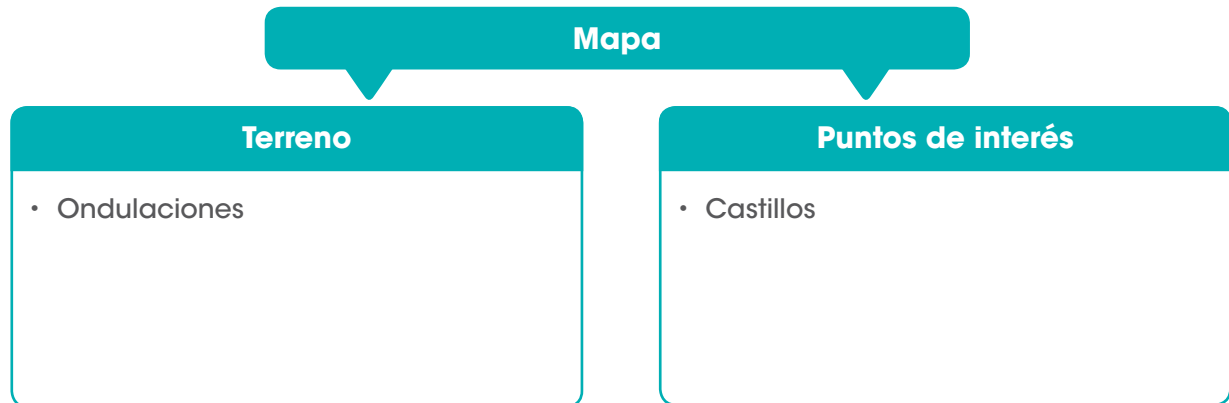 Mapa
Terreno
• Ondulaciones
Puntos de interés
• Castillos